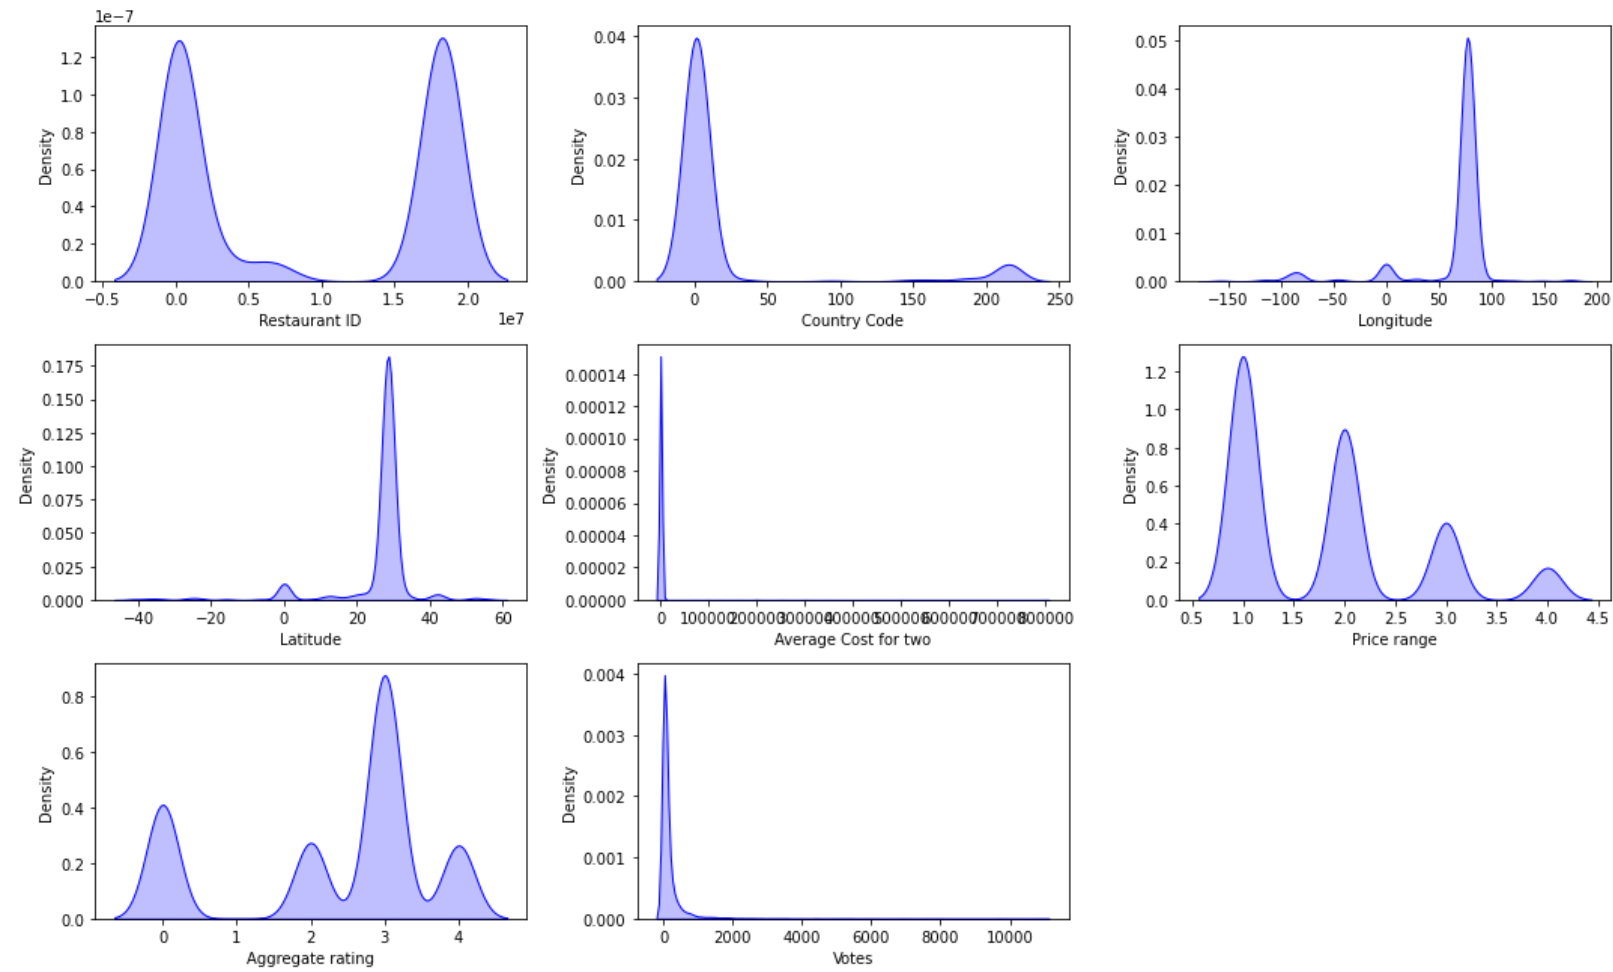 1e−7
1.2
1.0
0.8
0.6
0.4
0.2
0.0
Density
−0.5 0.0 0.5 1.0 1.5 2.0
Restaurant ID
1e7
0.04
0.03
0.02
0.01
0.00
Density
0 50 100 150 200 250
Country Code
0.05
0.04
0.03
0.02
0.01
0.00
Density
−150 −100 −50 0 50 100 150 200
Longitude
0.175
0.150
0.125
0.100
0.075
0.050
0.025
0.000
Density
−40 −20 0 20 40 60
Latitude
0.00014
0.00012
0.00010
0.00008
0.00006
0.00004
0.00002
0.00000
Density
0 100000 200000 300000 400000 500000 600000 700000 800000
Average Cost for two
1.2
1.0
0.8
0.6
0.4
0.2
0.0
Density
0.5 1.0 1.5 2.0 2.5 3.0 3.5 4.0 4.5
Price range
0.8
0.6
0.4
0.2
0.0
Density
0 1 2 3 4
Aggregate rating
0.004
0.003
0.002
0.001
0.000
Density
0 2000 4000 6000 8000 10000
Votes